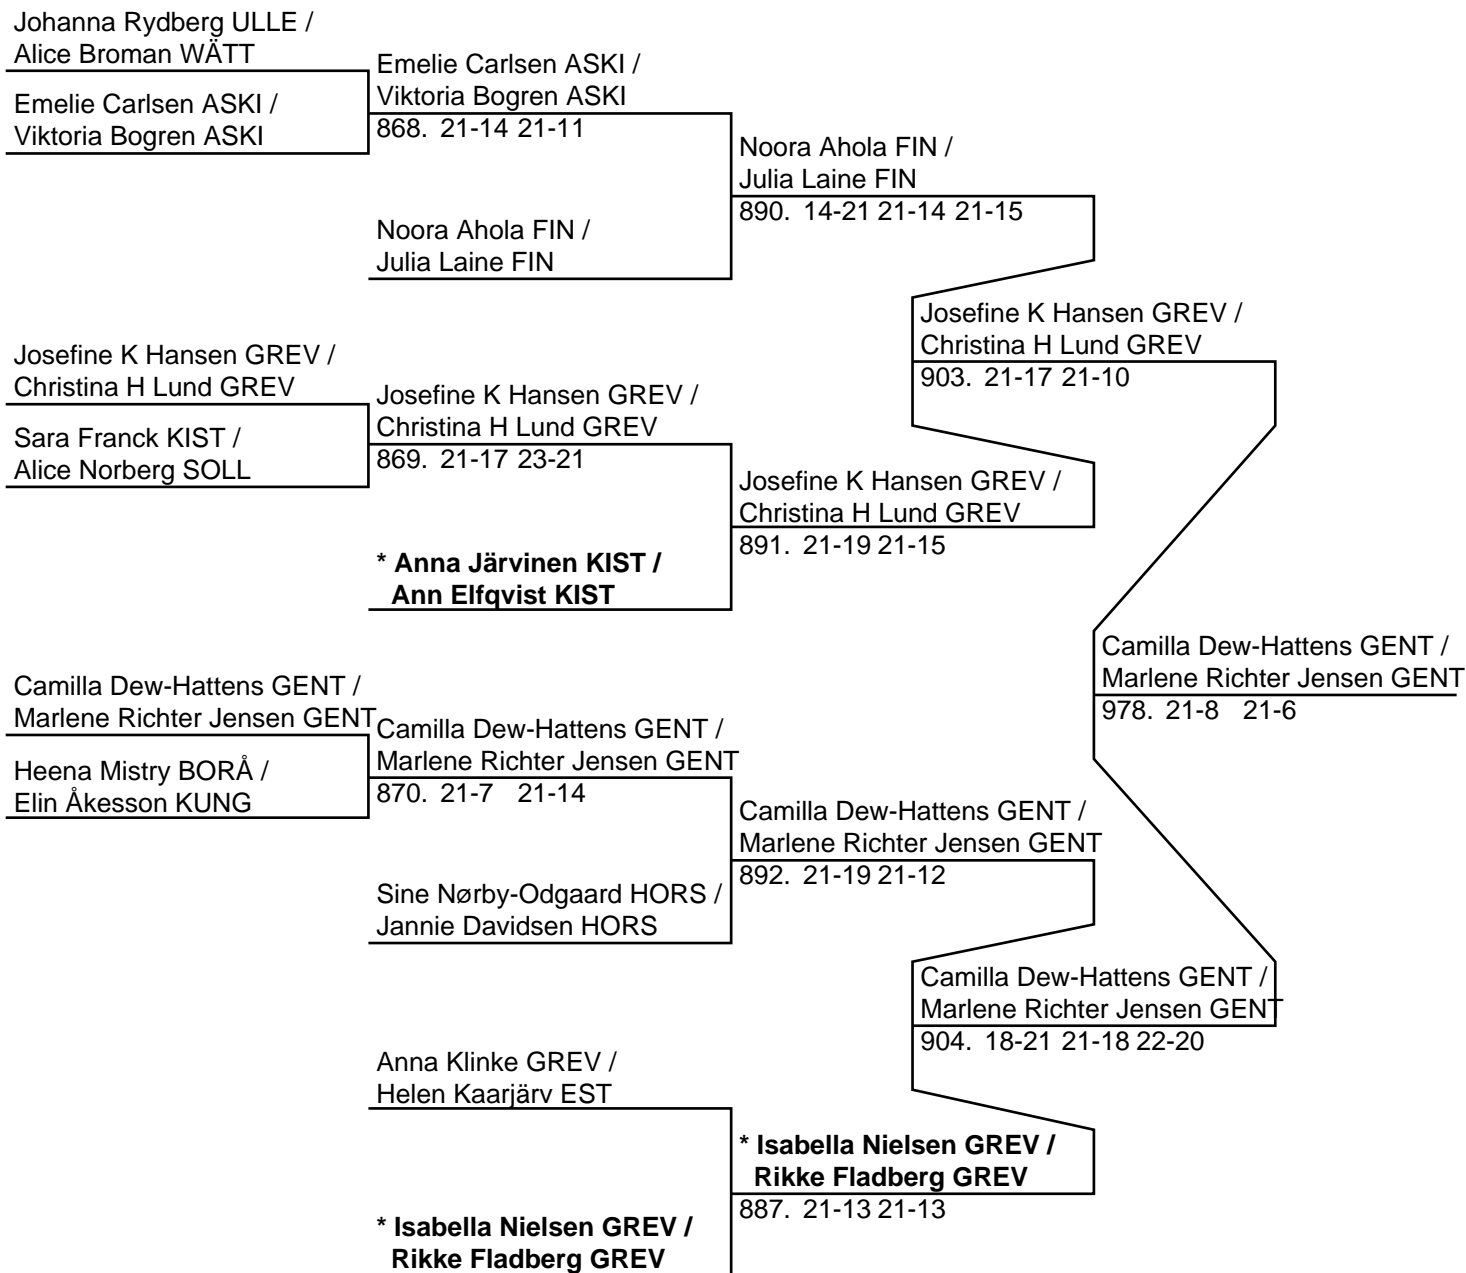 Johanna Rydberg ULLE /
Alice Broman WÄTT
Emelie Carlsen ASKI /
Viktoria Bogren ASKI
Emelie Carlsen ASKI /
Viktoria Bogren ASKI
868. 21-14 21-11
Noora Ahola FIN /
Julia Laine FIN
Noora Ahola FIN /
Julia Laine FIN
890. 14-21 21-14 21-15
Josefine K Hansen GREV /
Christina H Lund GREV
903. 21-17 21-10
Josefine K Hansen GREV /
Christina H Lund GREV
Sara Franck KIST /
Alice Norberg SOLL
Josefine K Hansen GREV /
Christina H Lund GREV
869. 21-17 23-21
* Anna Järvinen KIST /
Ann Elfqvist KIST
Josefine K Hansen GREV /
Christina H Lund GREV
891. 21-19 21-15
Camilla Dew-Hattens GENT /
Marlene Richter Jensen GENT
978. 21-8 21-6
Camilla Dew-Hattens GENT /
Marlene Richter Jensen GENT
Heena Mistry BORÅ /
Elin Åkesson KUNG
Camilla Dew-Hattens GENT /
Marlene Richter Jensen GENT
870. 21-7 21-14
Sine Nørby-Odgaard HORS /
Jannie Davidsen HORS
Camilla Dew-Hattens GENT /
Marlene Richter Jensen GENT
892. 21-19 21-12
Camilla Dew-Hattens GENT /
Marlene Richter Jensen GENT
904. 18-21 21-18 22-20
Anna Klinke GREV /
Helen Kaarjärv EST
* Isabella Nielsen GREV /
Rikke Fladberg GREV
887. 21-13 21-13
* Isabella Nielsen GREV /
Rikke Fladberg GREV